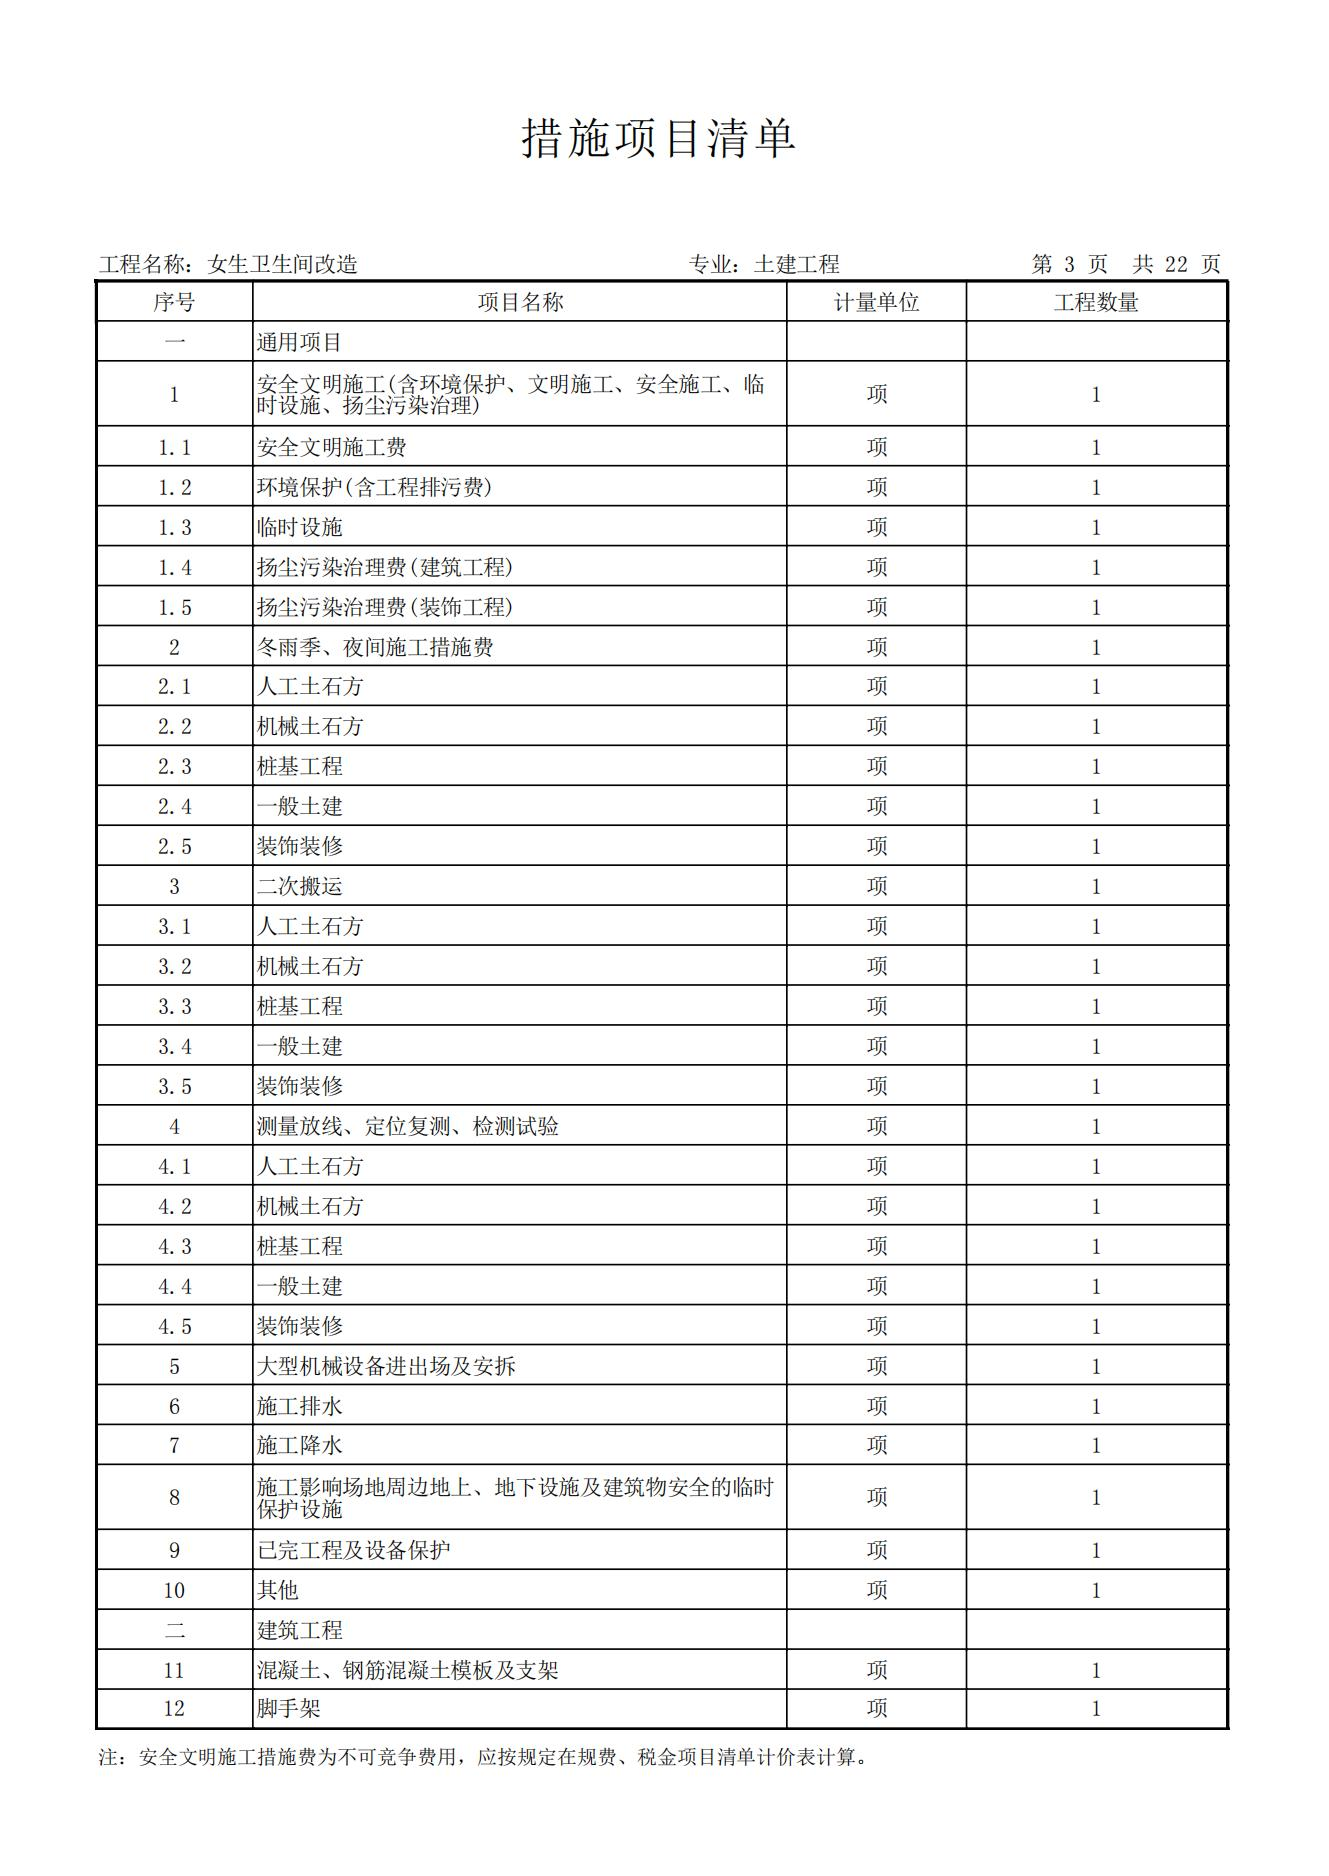 措施项目清单
工程名称：女生卫生间改造 专业：土建工程 第 3 页 共 22 页
序号 项目名称 计量单位 工程数量
一 通用项目
1 安全文明施工(含环境保护、文明施工、安全施工、临 项 1
时设施、扬尘污染治理)
1.1 安全文明施工费 项 1
1.2 环境保护(含工程排污费) 项 1
1.3 临时设施 项 1
1.4 扬尘污染治理费(建筑工程) 项 1
1.5 扬尘污染治理费(装饰工程) 项 1
2 冬雨季、夜间施工措施费 项 1
2.1 人工土石方 项 1
2.2 机械土石方 项 1
2.3 桩基工程 项 1
2.4 一般土建 项 1
2.5 装饰装修 项 1
3 二次搬运 项 1
3.1 人工土石方 项 1
3.2 机械土石方 项 1
3.3 桩基工程 项 1
3.4 一般土建 项 1
3.5 装饰装修 项 1
4 测量放线、定位复测、检测试验 项 1
4.1 人工土石方 项 1
4.2 机械土石方 项 1
4.3 桩基工程 项 1
4.4 一般土建 项 1
4.5 装饰装修 项 1
5 大型机械设备进出场及安拆 项 1
6 施工排水 项 1
7 施工降水 项 1
8 施工影响场地周边地上、地下设施及建筑物安全的临时 项 1
保护设施
9 已完工程及设备保护 项 1
10 其他 项 1
二 建筑工程
11 混凝土、钢筋混凝土模板及支架 项 1
12 脚手架 项 1
注：安全文明施工措施费为不可竞争费用，应按规定在规费、税金项目清单计价表计算。